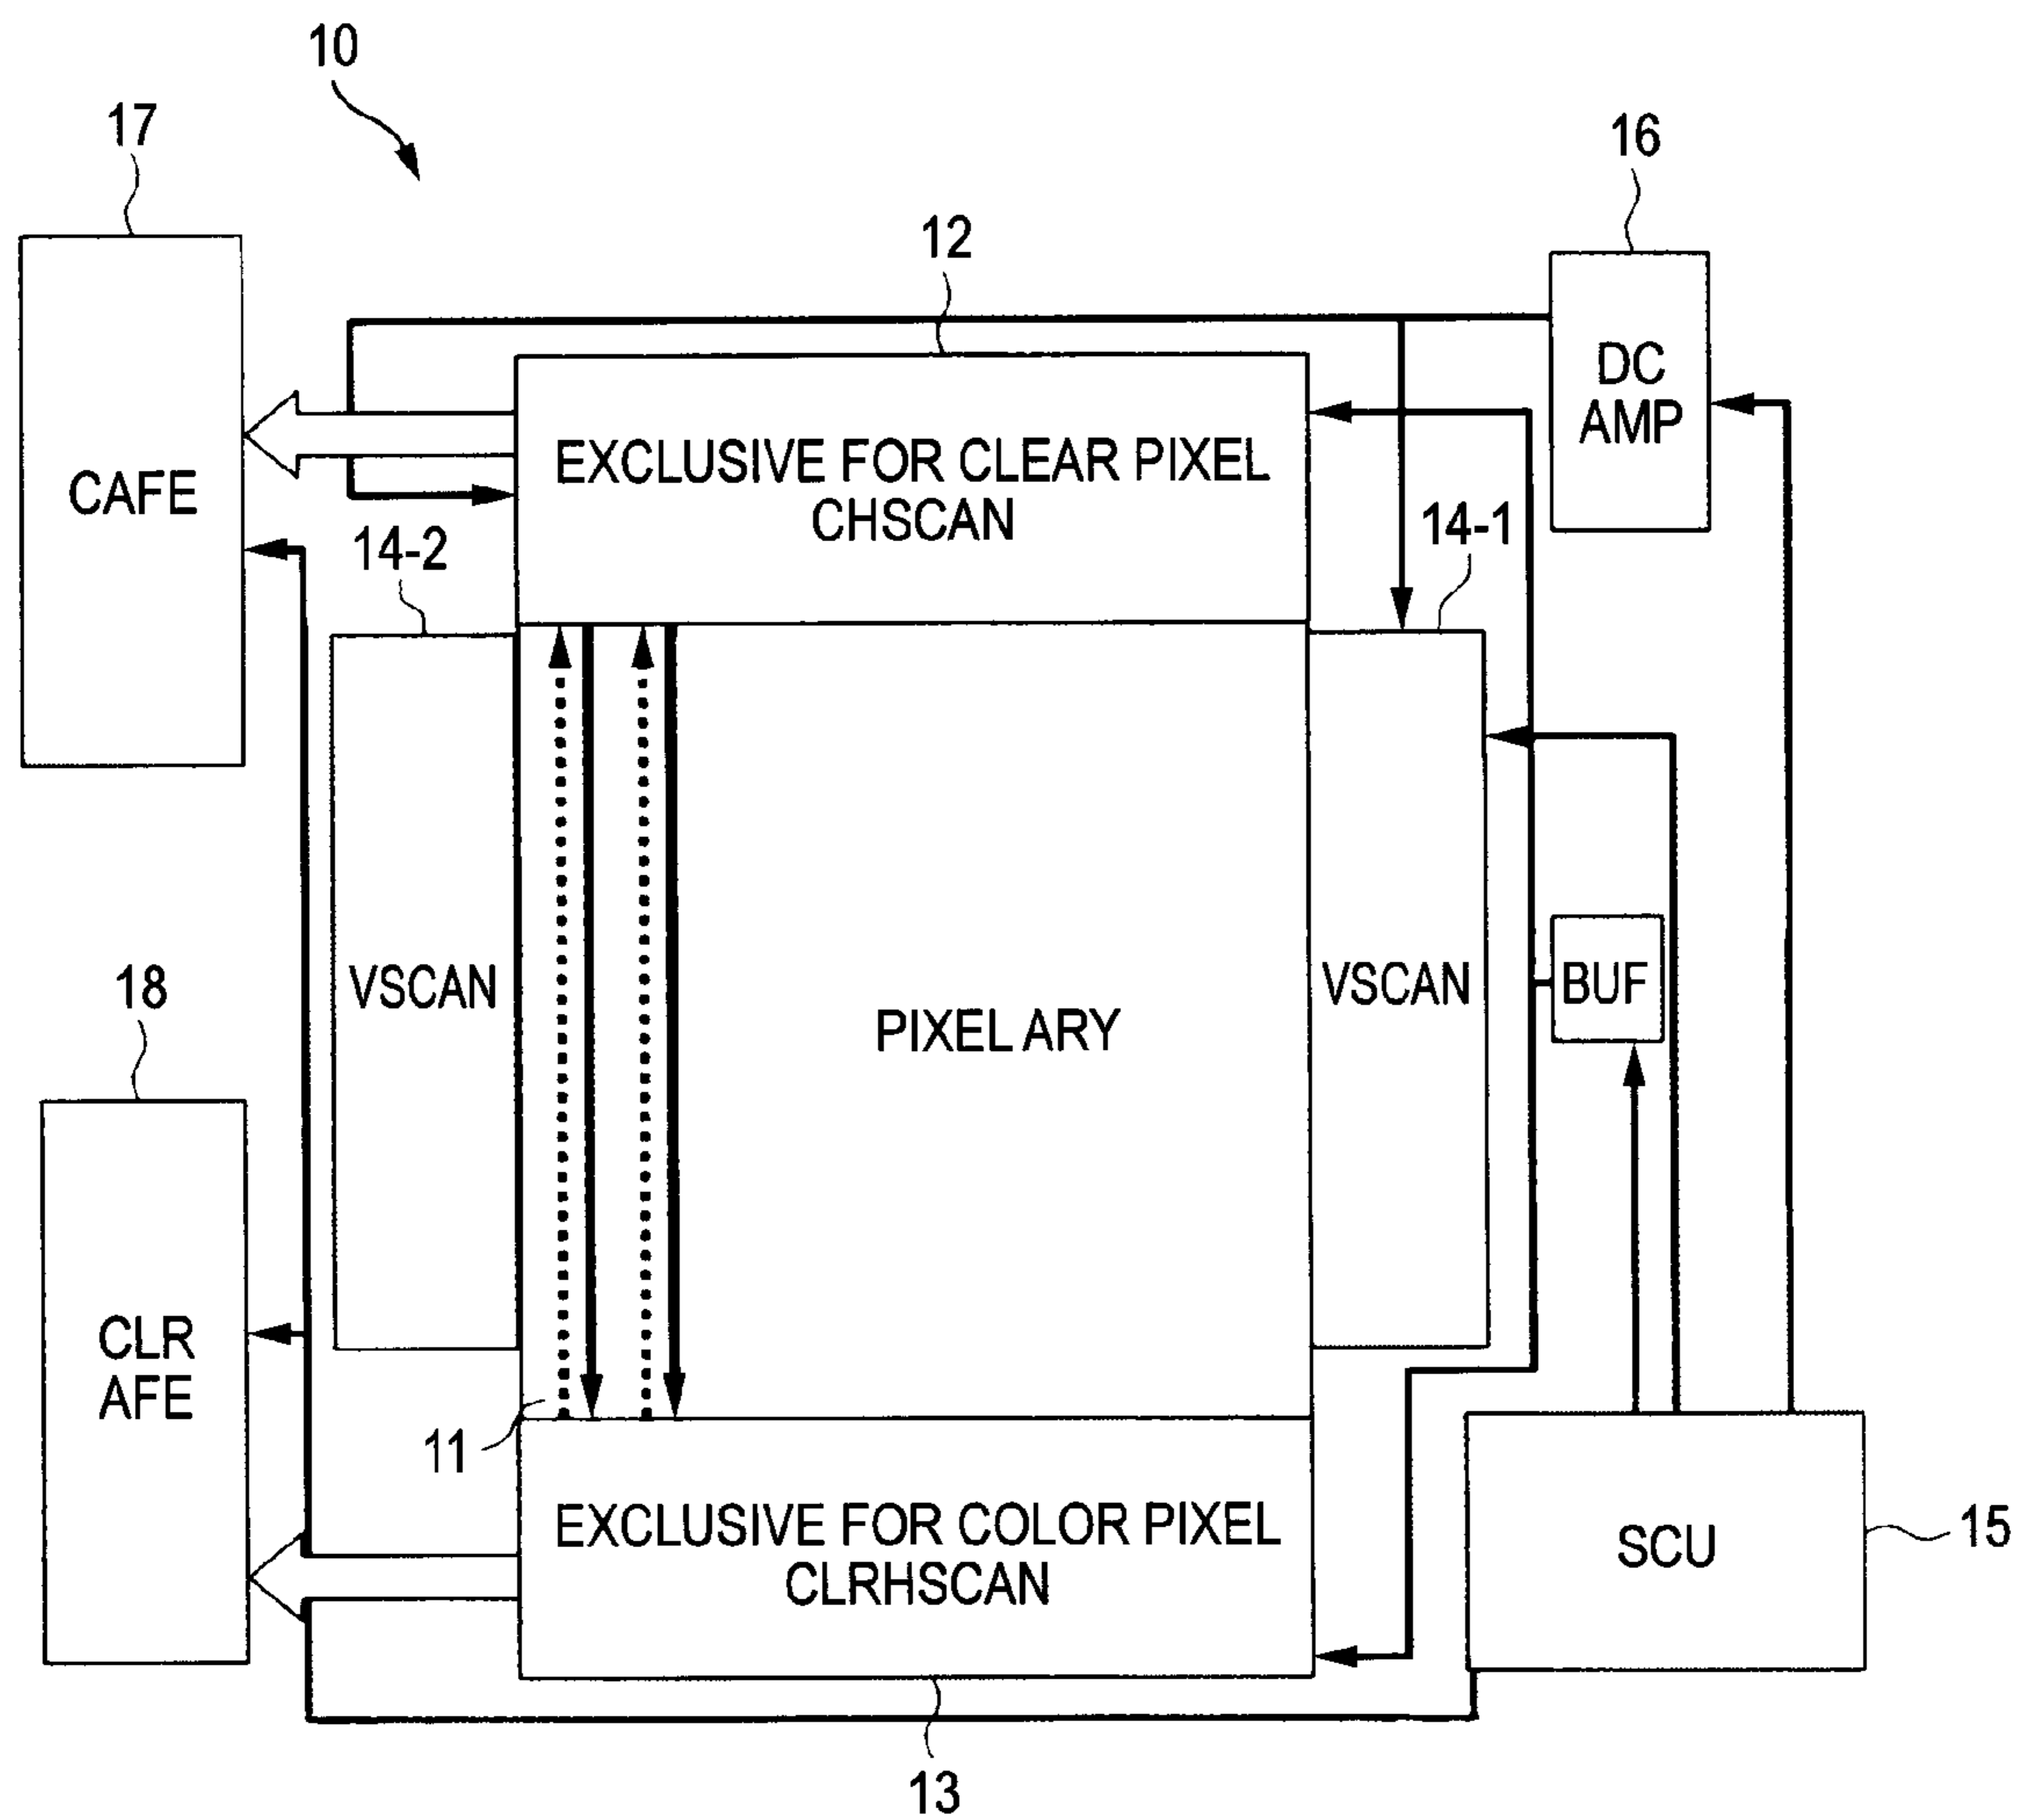 10
17
16
12
DC
AMP
EXCLUSIVE FOR CLEAR PIXEL
CHSCAN
CAFE
14-2
14-1
18
VSCAN
PIXEL ARY
VSCAN
BUF
CLR
AFE
11
EXCLUSIVE FOR COLOR PIXEL
CLRHSCAN
SCU
15
13